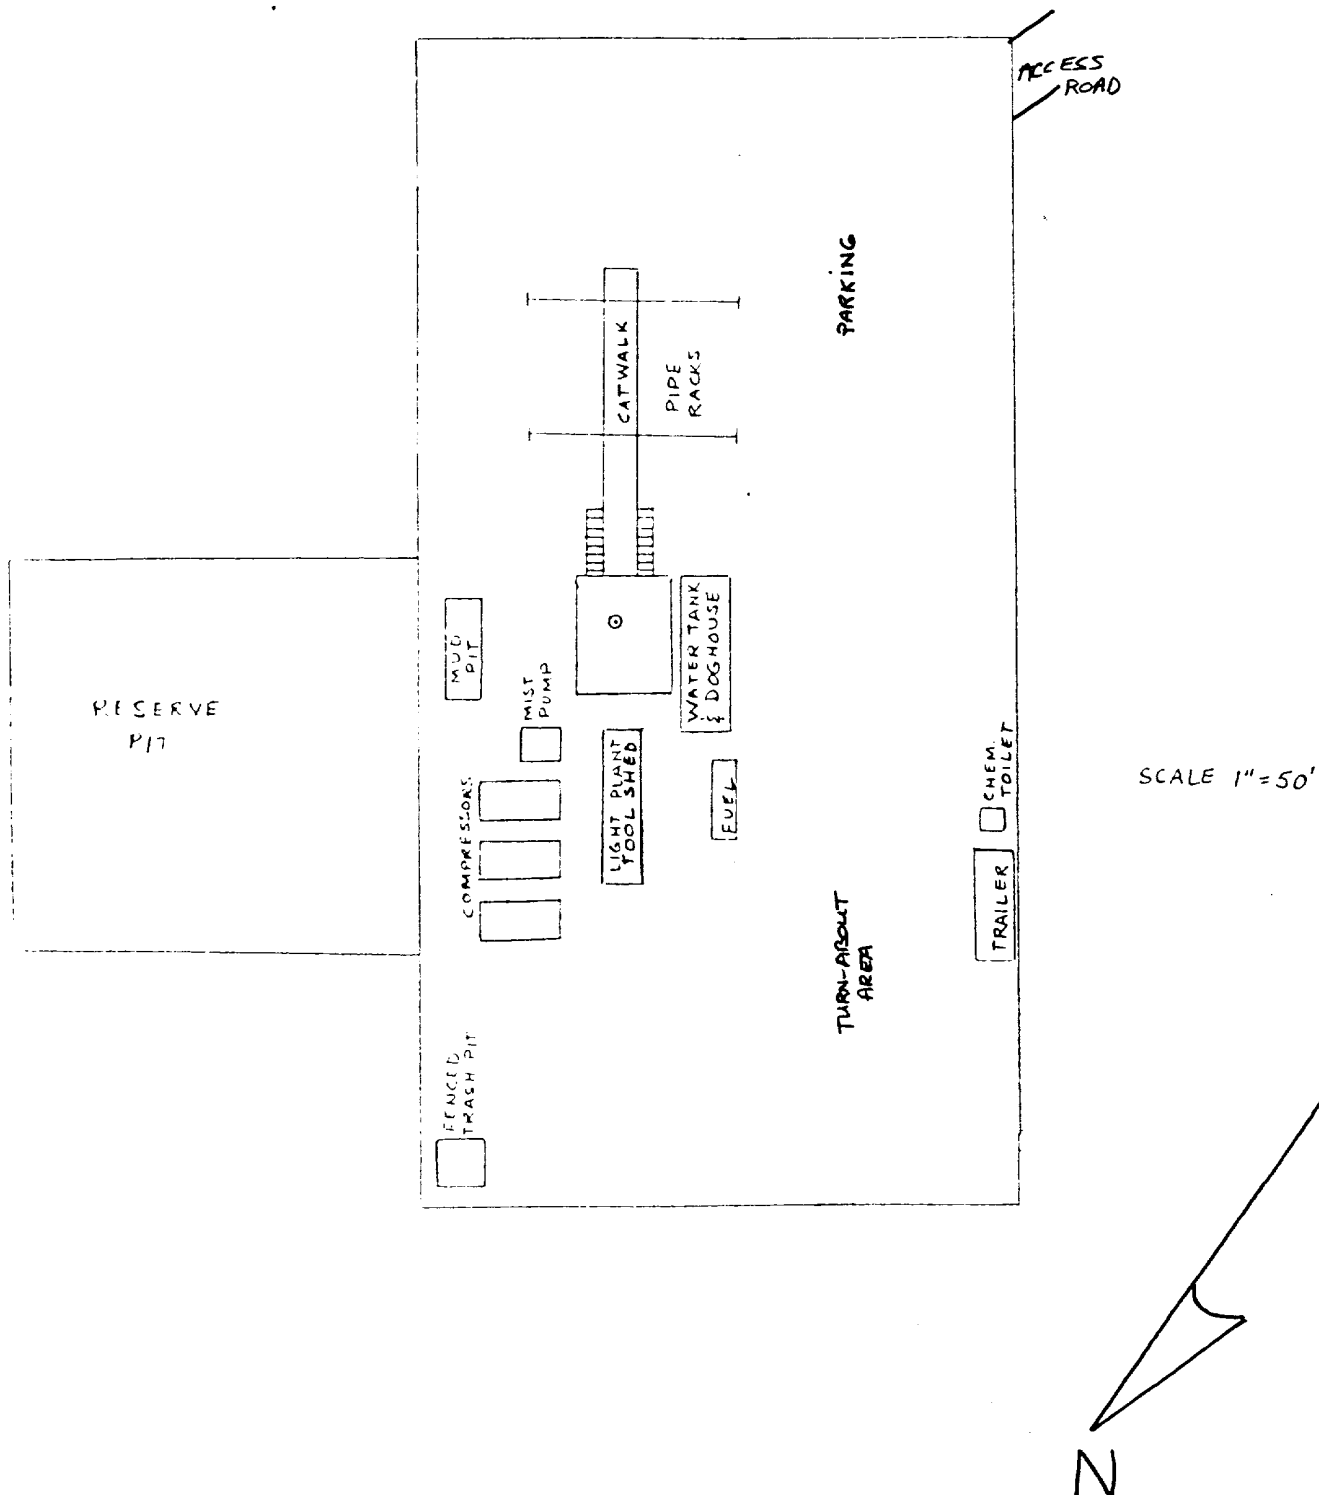 ACCESS
ROAD
PARKING
CATWALK
PIPE
RACKS
MUD
PIT
RESERVE
PIT
MIST
PUMP
WATER TANK
& DOGHOUSE
COMPRESSORS
LIGHT PLANT
TOOL SHED
FUEL
CHEM.
TOILET
SCALE 1"=50'
TRAILER
TURN-ABOUT
AREA
FENCED
TRASH PIT
N